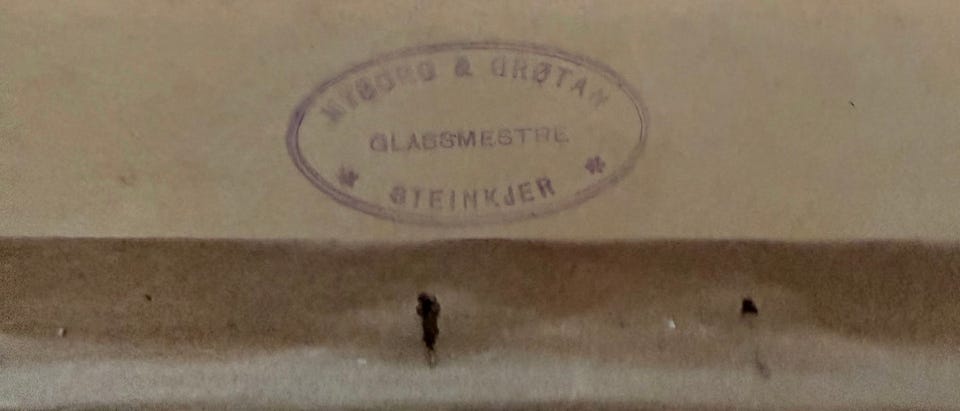 NYBORG & GRØTAN
GLASSMESTRE
STEINKJER